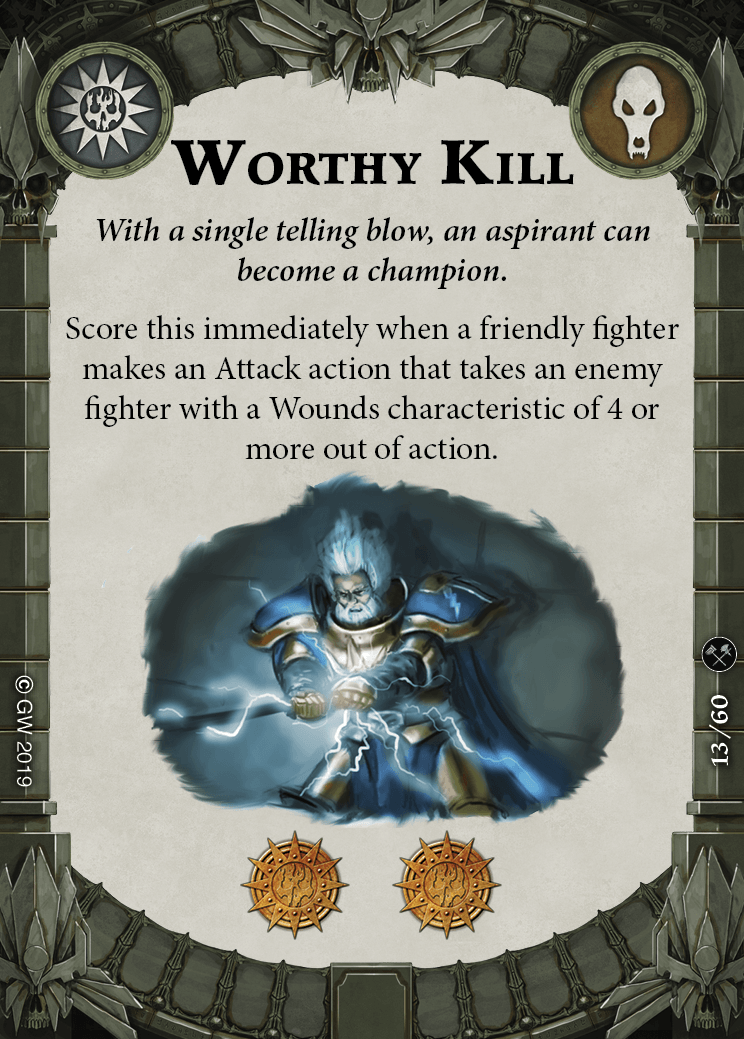 Worthy Kill
With a single telling blow, an aspirant can
become a champion.
Score this immediately when a friendly fighter
makes an Attack action that takes an enemy
fighter with a Wounds characteristic of 4 or
more out of action.
© GW 2019
13/60